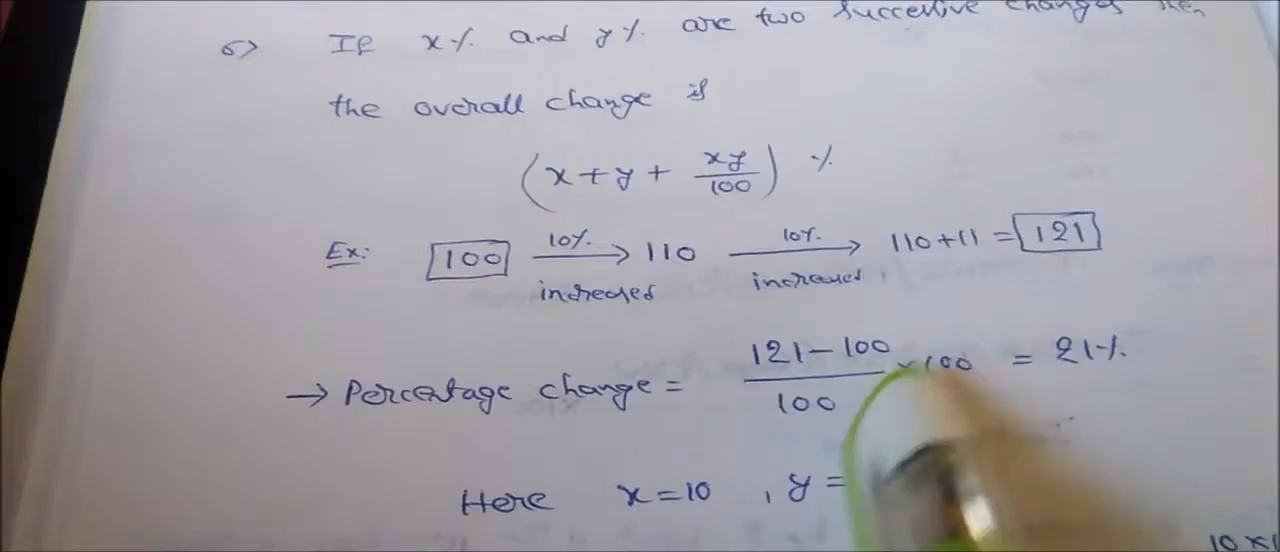 6) If x% and y% are two successive changes then
the overall change is
(x + y + xy/100) %
Ex: 100 10% increased → 110 10% increased → 110+11 = 121
→ Percentage change = 121-100/100 × 100 = 21%
Here x=10 , y =
10 ×